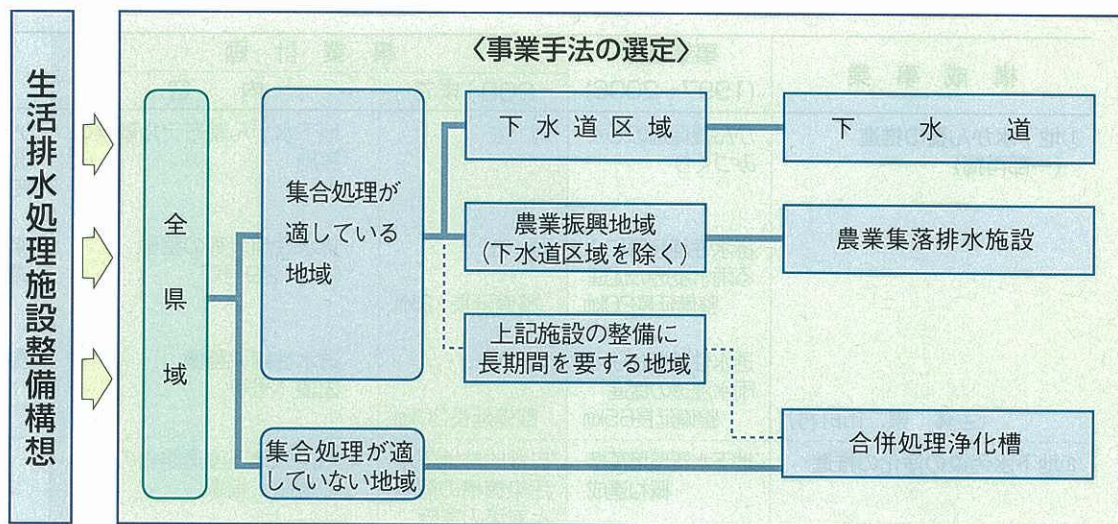 生活排水処理施設整備構想
〈事業手法の選定〉
全県域
集合処理が
適している
地域
下水道区域
下水道
農業振興地域
(下水道区域を除く)
農業集落排水施設
上記施設の整備に
長期間を要する地域
集合処理が適
していない地域
合併処理浄化槽